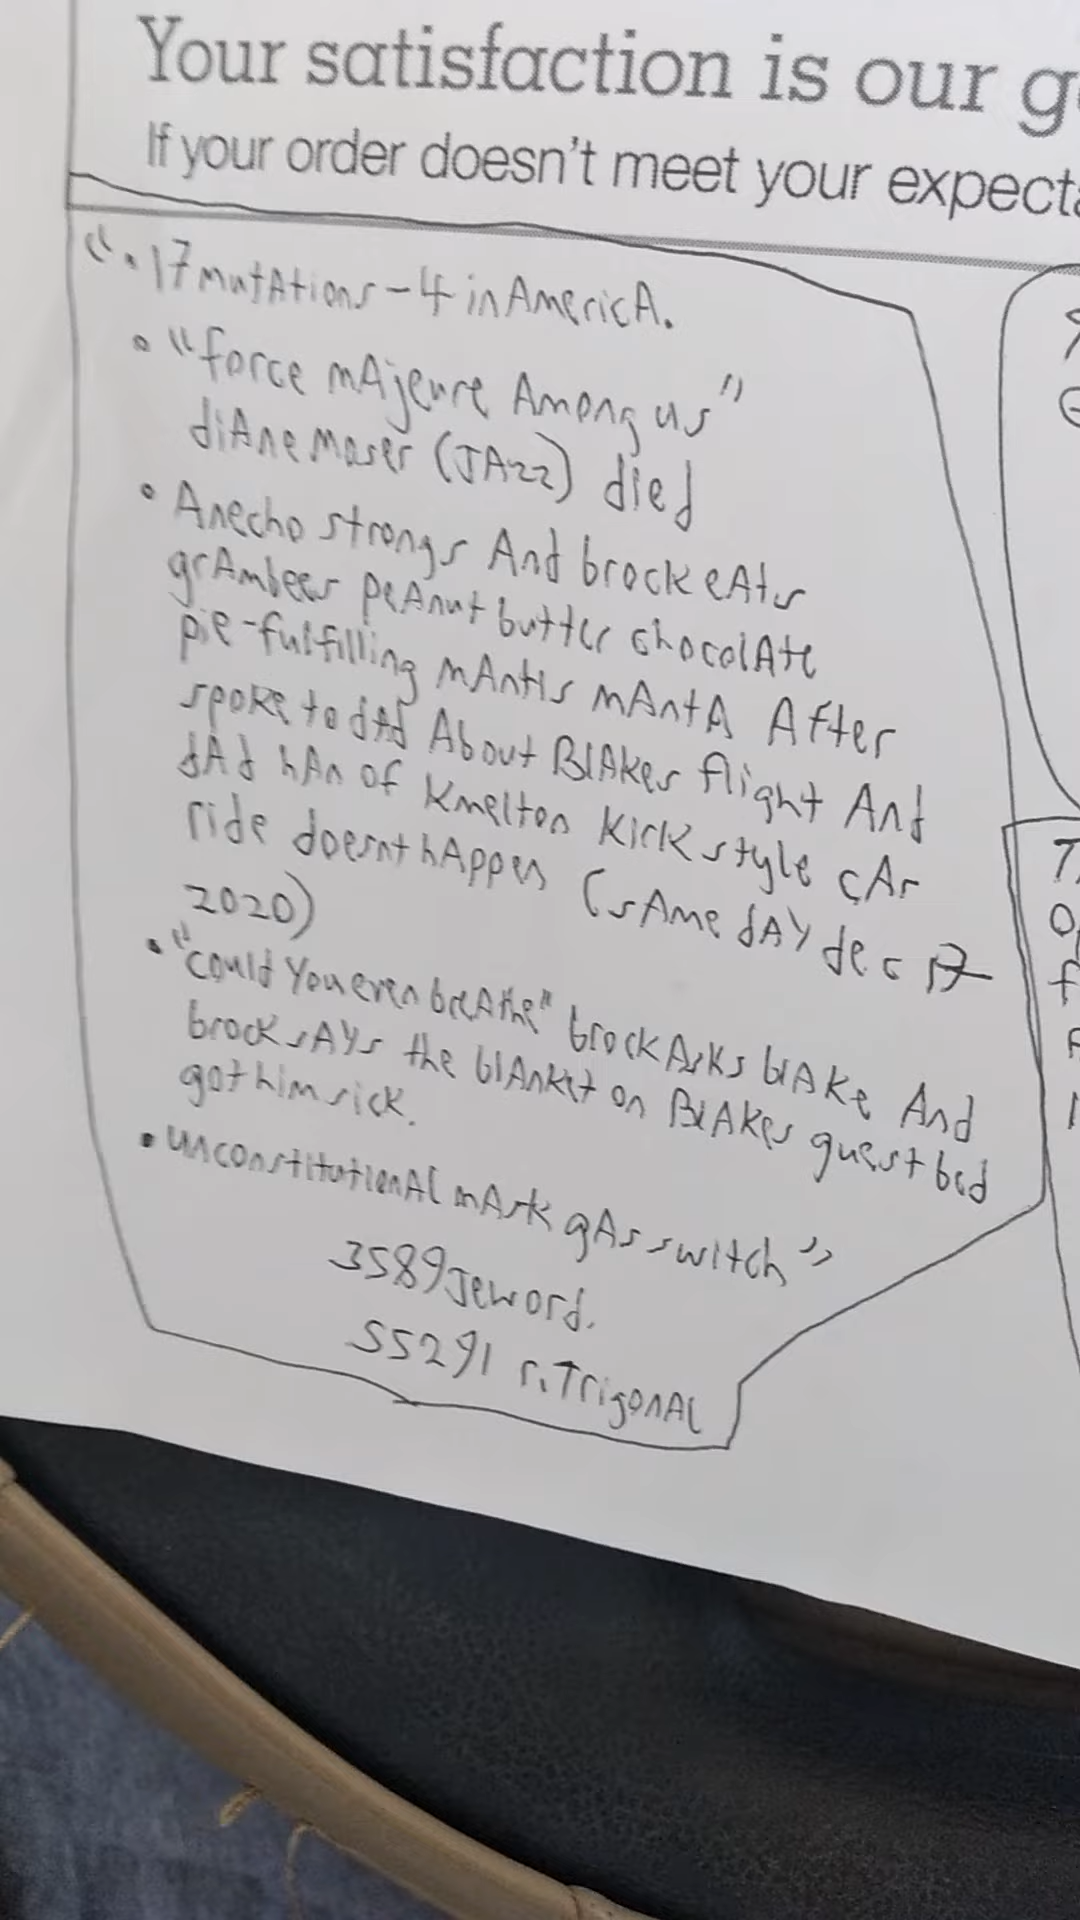 Your satisfaction is our g
If your order doesn't meet your expect
". 17 mutAtions - 4 in AmericA.
• "force mAjeure Among us"
diAne moser (JAzz) died
• Anecho strongs And brock eAts
grAmbees peAnut butter chocolAte
pie - fulfilling mAntis mAntA After
spoke to dAd About BlAkes flight And
dAd hAn of Kmelton Kirk style cAr
ride doesnt hAppen (sAme dAy dec 17
2020)
• "could You even breAthe" brock Asks blAke And
brock sAYs the blAnket on BlAkes guest bed
got him sick.
• unconstitutionAl mAsk gAs switch"
3589 Jeword.
55291 r. TrigonAl